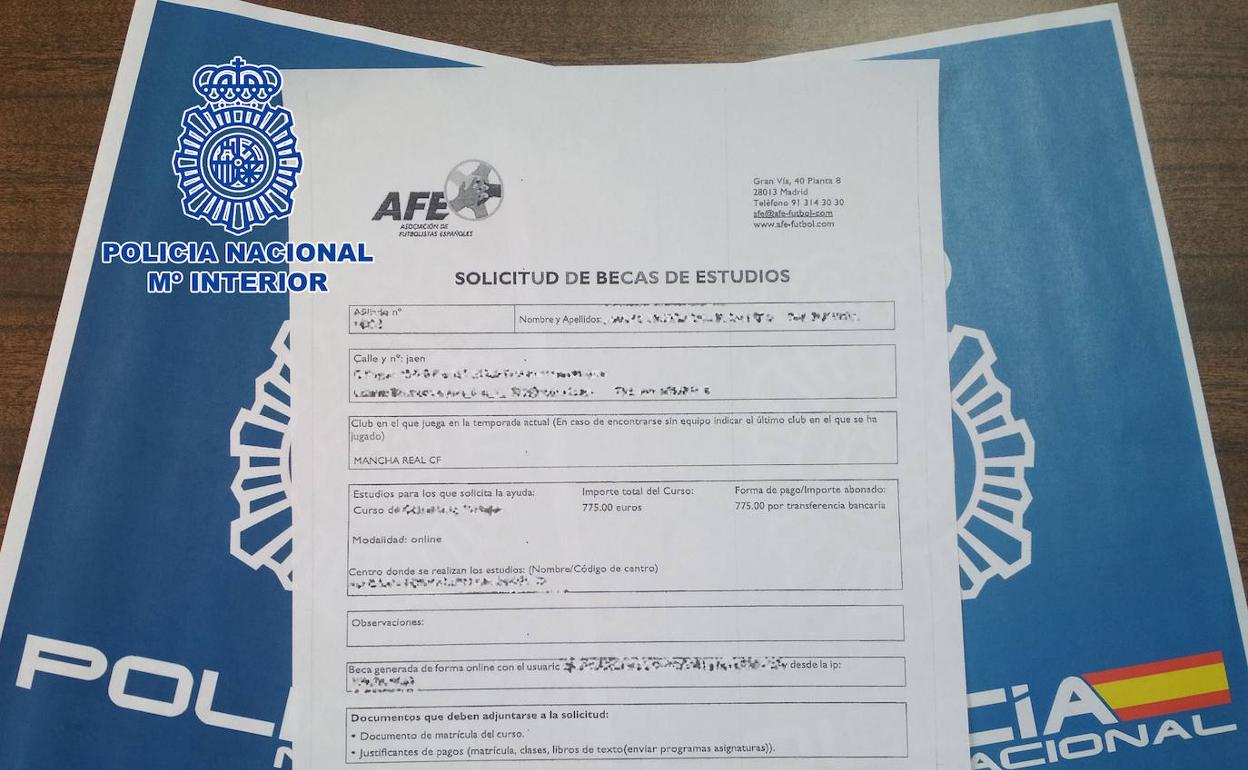 POLICIA NACIONAL
Mº INTERIOR
AFE
ASOCIACIÓN DE
FUTBOLISTAS ESPAÑOLES
Gran Vía, 40 Planta 8
28013 Madrid
Teléfono 91 314 30 30
afe@afe-futbol.com
www.afe-futbol.com
SOLICITUD DE BECAS DE ESTUDIOS
Afiliado nº
Nombre y Apellidos:
Calle y nº: jaen
Club en el que juega en la temporada actual (En caso de encontrarse sin equipo indicar el último club en el que se ha
jugado)
MANCHA REAL CF
Estudios para los que solicita la ayuda: Importe total del Curso: Forma de pago/Importe abonado:
Curso de 775.00 euros 775.00 por transferencia bancaria
Modalidad: online
Centro donde se realizan los estudios: (Nombre/Código de centro)
Observaciones:
Beca generada de forma online con el usuario desde la ip:
Documentos que deben adjuntarse a la solicitud:
• Documento de matrícula del curso.
• Justificantes de pagos (matrícula, clases, libros de texto(enviar programas asignaturas)).
POL
CÍA
ACIONAL